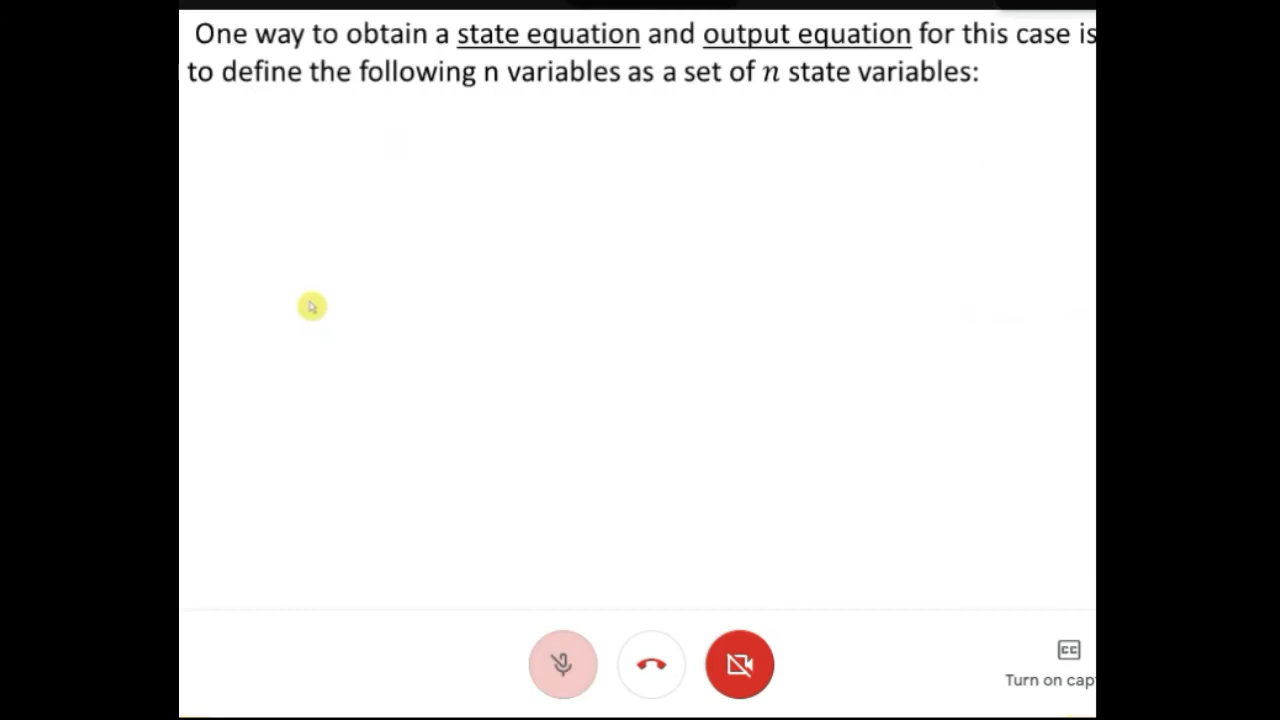 One way to obtain a state equation and output equation for this case is
to define the following n variables as a set of n state variables:
CC
Turn on cap